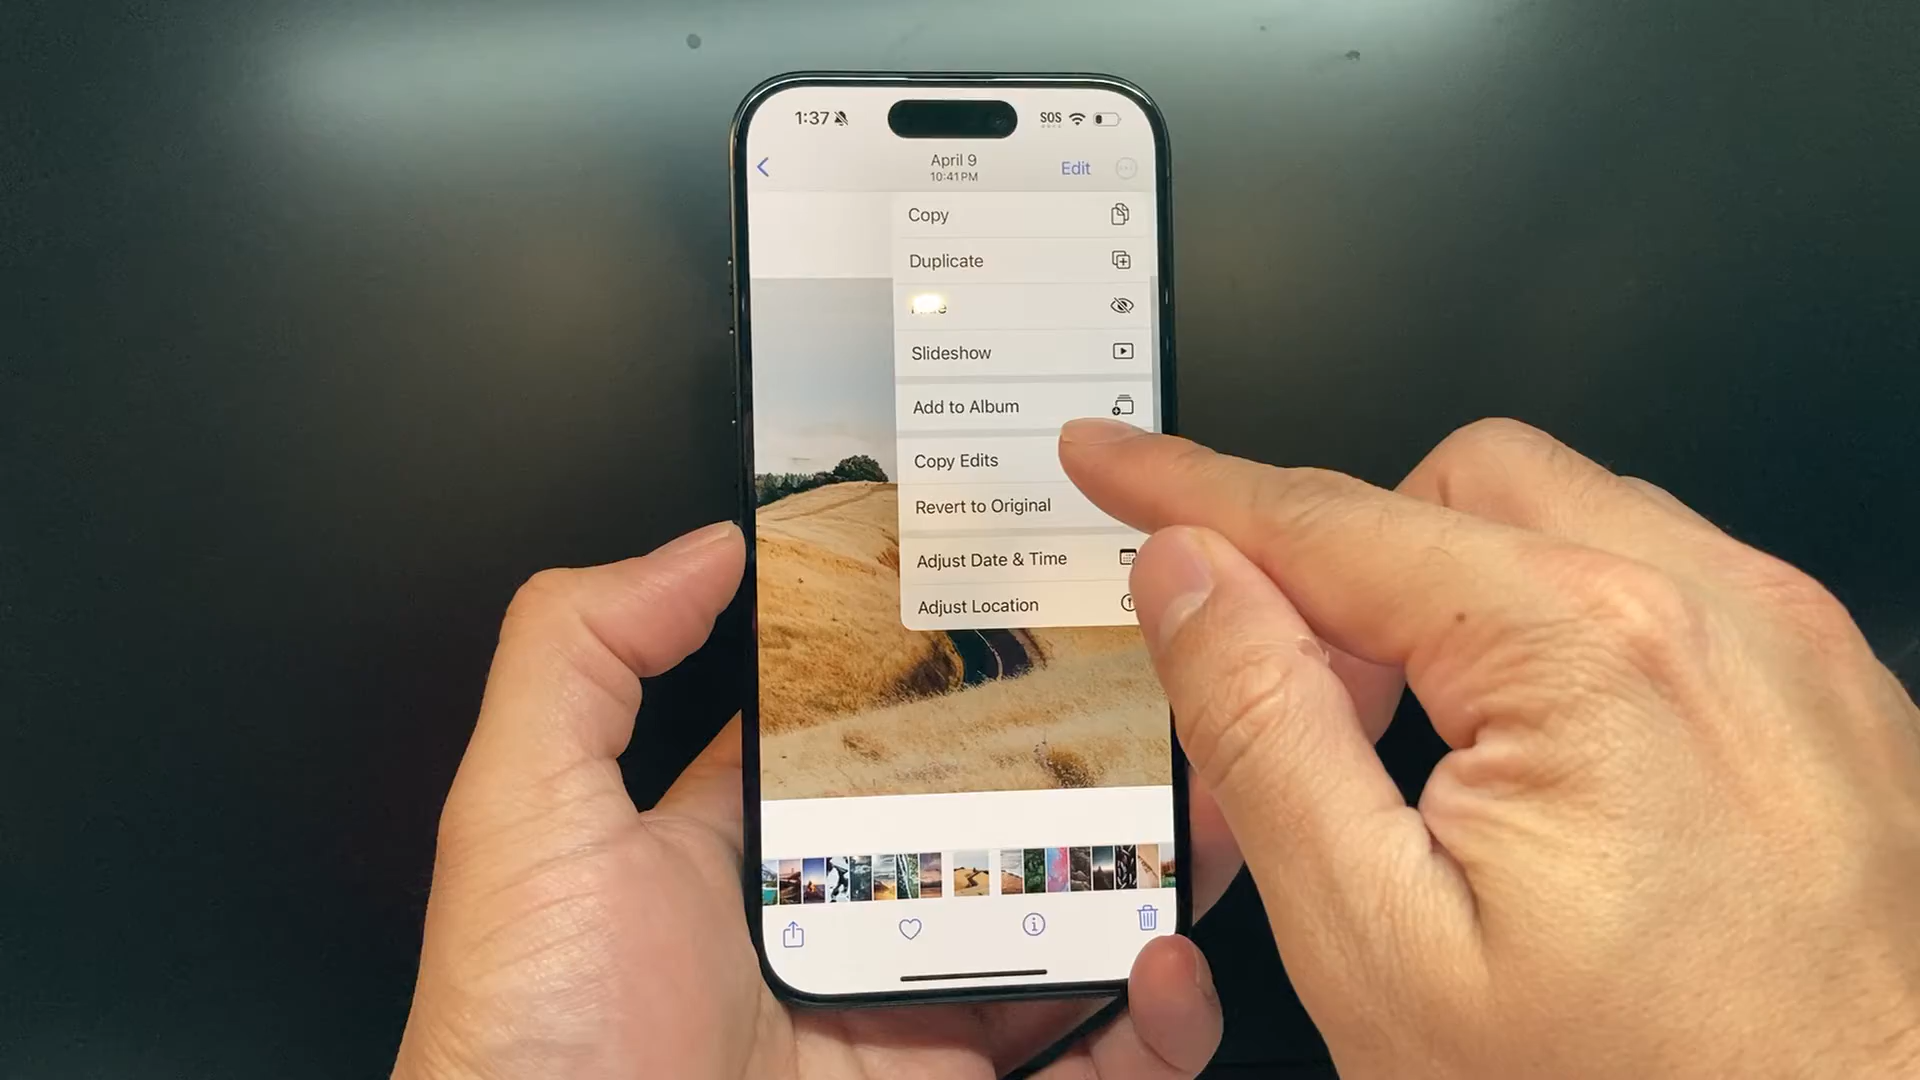 1:37
SOS
April 9
10:41 PM
Edit
Copy
Duplicate
Slideshow
Add to Album
Copy Edits
Revert to Original
Adjust Date & Time
Adjust Location